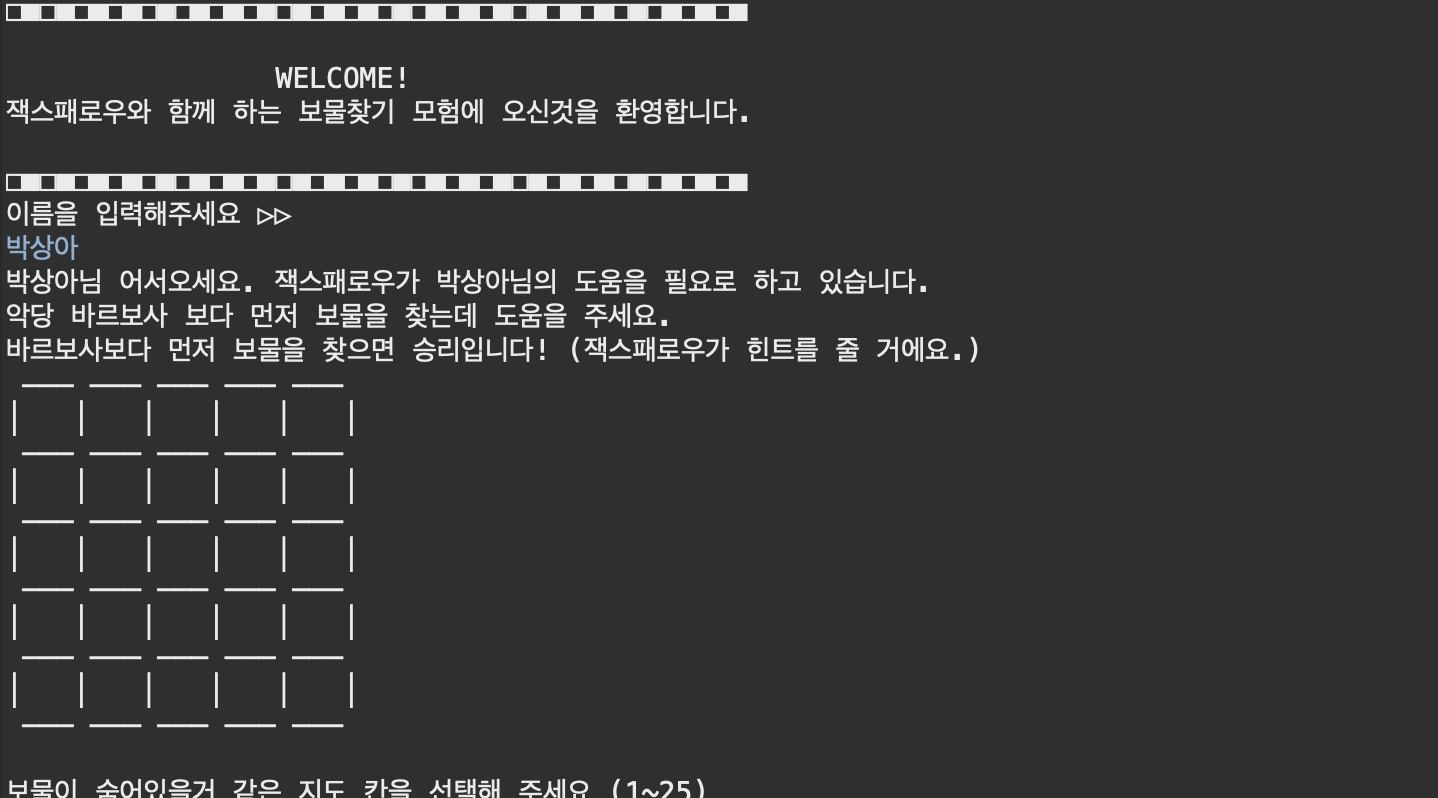 WELCOME!
잭스패로우와 함께 하는 보물찾기 모험에 오신것을 환영합니다.
이름을 입력해주세요 ▷▷
박상아
박상아님 어서오세요. 잭스패로우가 박상아님의 도움을 필요로 하고 있습니다.
악당 바르보사 보다 먼저 보물을 찾는데 도움을 주세요.
바르보사보다 먼저 보물을 찾으면 승리입니다! (잭스패로우가 힌트를 줄 거에요.)
보물이 숨어있을거 같은 지도 칸을 선택해 주세요 (1~25)